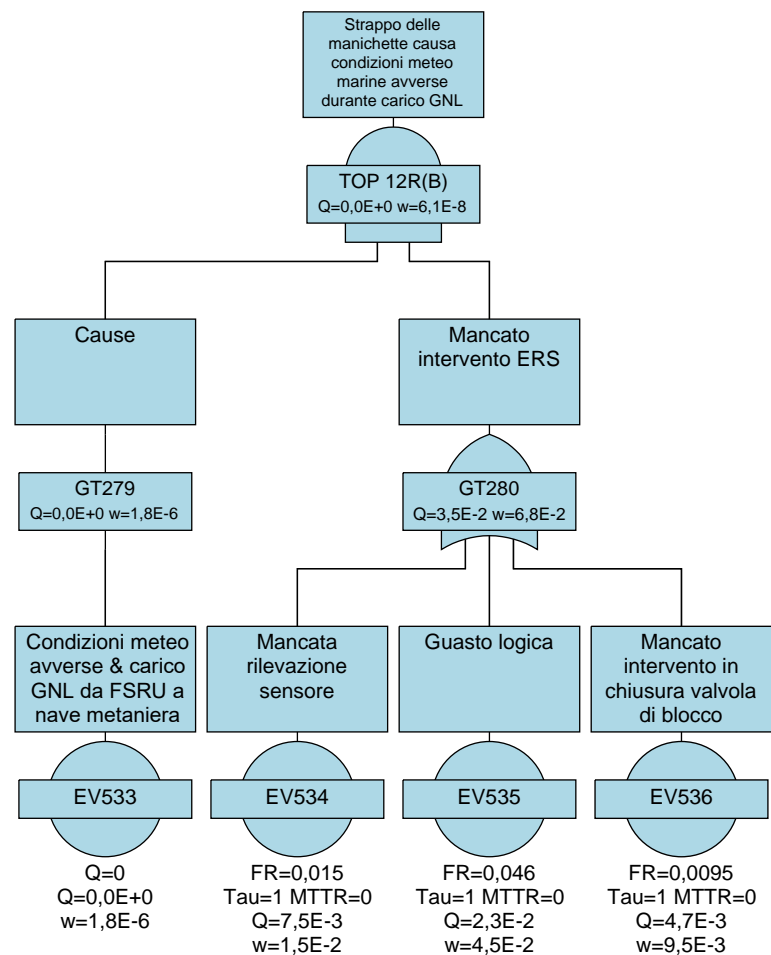 Strappo delle
manichette causa
condizioni meteo
marine avverse
durante carico GNL
TOP 12R(B)
Q=0,0E+0 w=6,1E-8
Cause
Mancato
intervento ERS
GT279
Q=0,0E+0 w=1,8E-6
GT280
Q=3,5E-2 w=6,8E-2
Condizioni meteo
avverse & carico
GNL da FSRU a
nave metaniera
Mancata
rilevazione
sensore
Guasto logica
Mancato
intervento in
chiusura valvola
di blocco
EV533
EV534
EV535
EV536
Q=0
Q=0,0E+0
w=1,8E-6
FR=0,015
Tau=1 MTTR=0
Q=7,5E-3
w=1,5E-2
FR=0,046
Tau=1 MTTR=0
Q=2,3E-2
w=4,5E-2
FR=0,0095
Tau=1 MTTR=0
Q=4,7E-3
w=9,5E-3